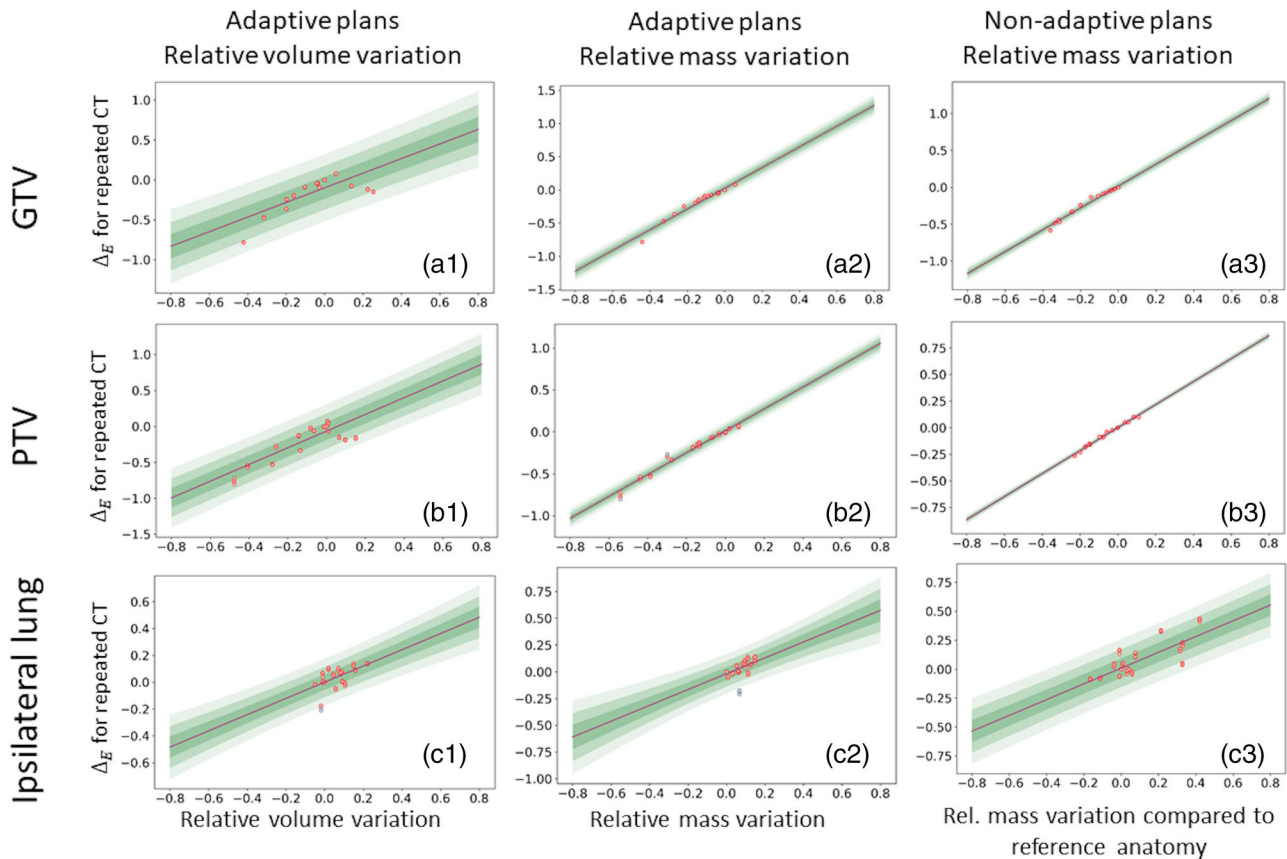 Adaptive plans
Relative volume variation
Adaptive plans
Relative mass variation
Non-adaptive plans
Relative mass variation
GTV
Δ_E for repeated CT
1.0
0.5
0.0
−0.5
−1.0
(a1)
−0.8 −0.6 −0.4 −0.2 0.0 0.2 0.4 0.6 0.8
1.5
1.0
0.5
0.0
−0.5
−1.0
−1.5
(a2)
−0.8 −0.6 −0.4 −0.2 0.0 0.2 0.4 0.6 0.8
1.0
0.5
0.0
−0.5
−1.0
(a3)
−0.8 −0.6 −0.4 −0.2 0.0 0.2 0.4 0.6 0.8
PTV
Δ_E for repeated CT
1.0
0.5
0.0
−0.5
−1.0
−1.5
(b1)
−0.8 −0.6 −0.4 −0.2 0.0 0.2 0.4 0.6 0.8
1.0
0.5
0.0
−0.5
−1.0
(b2)
−0.8 −0.6 −0.4 −0.2 0.0 0.2 0.4 0.6 0.8
0.75
0.50
0.25
0.00
−0.25
−0.50
−0.75
(b3)
−0.8 −0.6 −0.4 −0.2 0.0 0.2 0.4 0.6 0.8
Ipsilateral lung
Δ_E for repeated CT
0.6
0.4
0.2
0.0
−0.2
−0.4
−0.6
(c1)
−0.8 −0.6 −0.4 −0.2 0.0 0.2 0.4 0.6 0.8
Relative volume variation
0.75
0.50
0.25
0.00
−0.25
−0.50
−0.75
−1.00
(c2)
−0.8 −0.6 −0.4 −0.2 0.0 0.2 0.4 0.6 0.8
Relative mass variation
0.75
0.50
0.25
0.00
−0.25
−0.50
−0.75
(c3)
−0.8 −0.6 −0.4 −0.2 0.0 0.2 0.4 0.6 0.8
Rel. mass variation compared to
reference anatomy